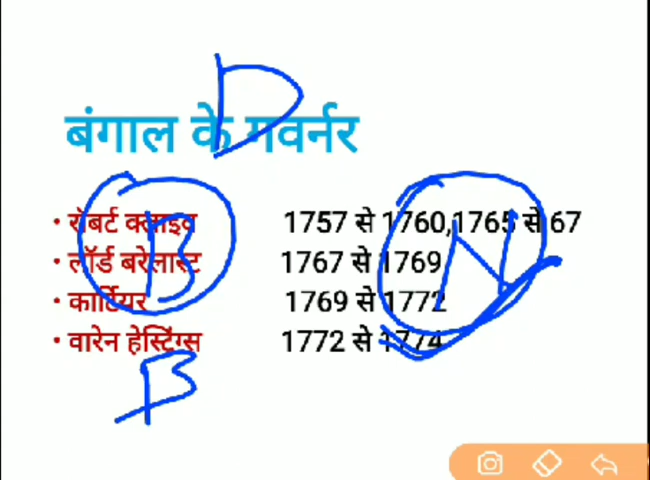 D
बंगाल के गवर्नर
• रॉबर्ट क्लाइव 1757 से 1760,1765 से 67
• लॉर्ड बरेलास्ट 1767 से 1769
• कार्टियर 1769 से 1772
• वारेन हेस्टिंग्स 1772 से 1774
B
N
B